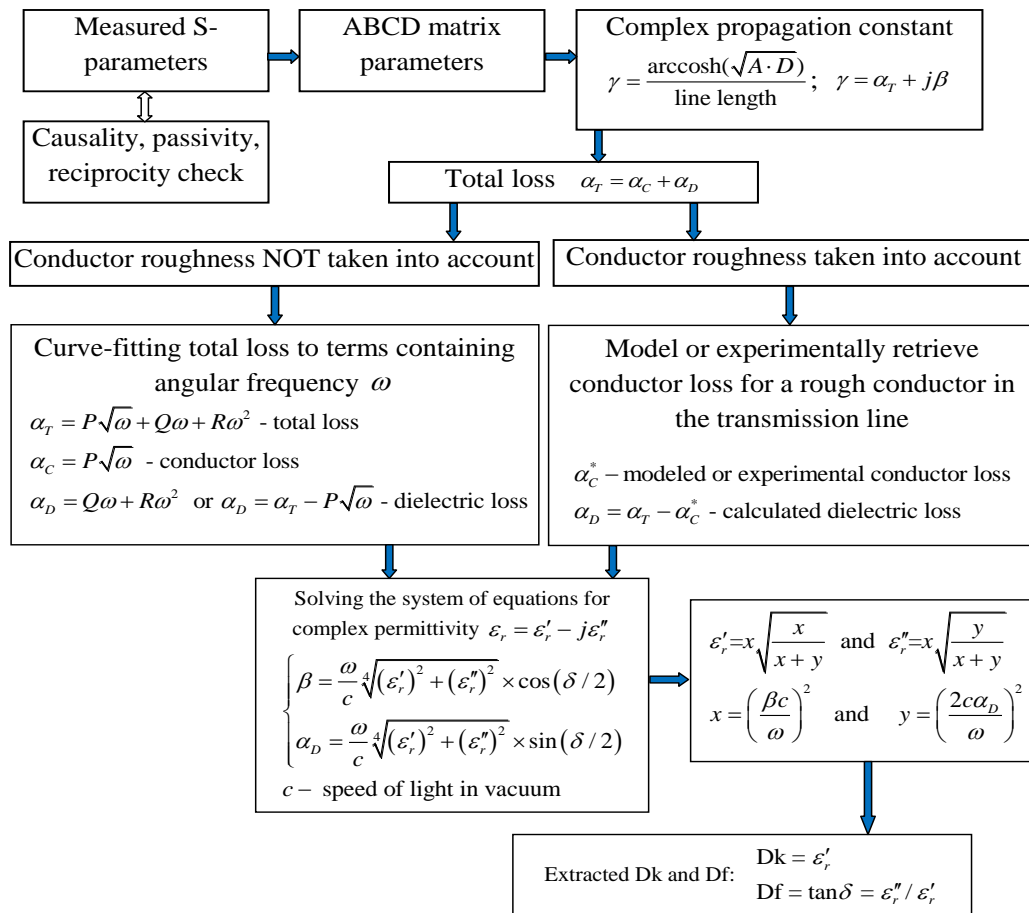 Measured S-
parameters
ABCD matrix
parameters
Complex propagation constant
γ = arccosh(√(A · D)) / line length ; γ = α_T + jβ
Causality, passivity,
reciprocity check
Total loss α_T = α_C + α_D
Conductor roughness NOT taken into account
Conductor roughness taken into account
Curve-fitting total loss to terms containing
angular frequency ω
α_T = P√ω + Qω + Rω² - total loss
α_C = P√ω - conductor loss
α_D = Qω + Rω² or α_D = α_T − P√ω - dielectric loss
Model or experimentally retrieve
conductor loss for a rough conductor in
the transmission line
α_C^* – modeled or experimental conductor loss
α_D = α_T − α_C^* - calculated dielectric loss
Solving the system of equations for
complex permittivity ε_r = ε′_r − jε″_r
{ β = ω/c ∜((ε′_r)² + (ε″_r)²) × cos(δ/2)
α_D = ω/c ∜((ε′_r)² + (ε″_r)²) × sin(δ/2)
c – speed of light in vacuum
ε′_r = x√(x/(x + y)) and ε″_r = x√(y/(x + y))
x = (βc/ω)² and y = (2cα_D/ω)²
Extracted Dk and Df:
Dk = ε′_r
Df = tanδ = ε″_r / ε′_r